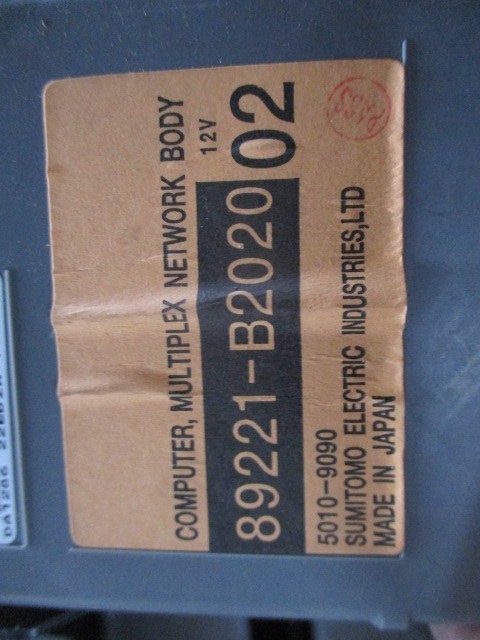 COMPUTER, MULTIPLEX NETWORK BODY
12V
89221-B2020 02
5010-9090
SUMITOMO ELECTRIC INDUSTRIES,LTD
MADE IN JAPAN